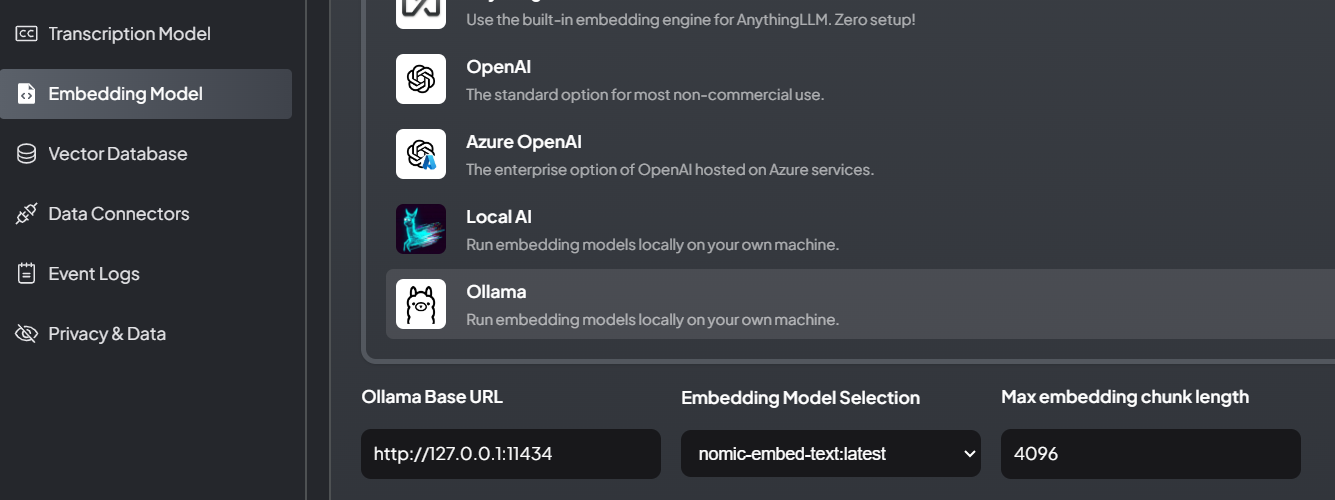 Transcription Model
Embedding Model
Vector Database
Data Connectors
Event Logs
Privacy & Data
Use the built-in embedding engine for AnythingLLM. Zero setup!
OpenAI
The standard option for most non-commercial use.
Azure OpenAI
The enterprise option of OpenAI hosted on Azure services.
Local AI
Run embedding models locally on your own machine.
Ollama
Run embedding models locally on your own machine.
Ollama Base URL
Embedding Model Selection
Max embedding chunk length
http://127.0.0.1:11434
nomic-embed-text:latest
4096